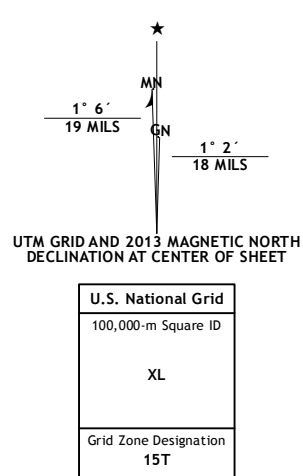 MN
1° 6´
19 MILS
GN
1° 2´
18 MILS
UTM GRID AND 2013 MAGNETIC NORTH
DECLINATION AT CENTER OF SHEET
U.S. National Grid
100,000-m Square ID
XL
Grid Zone Designation
15T